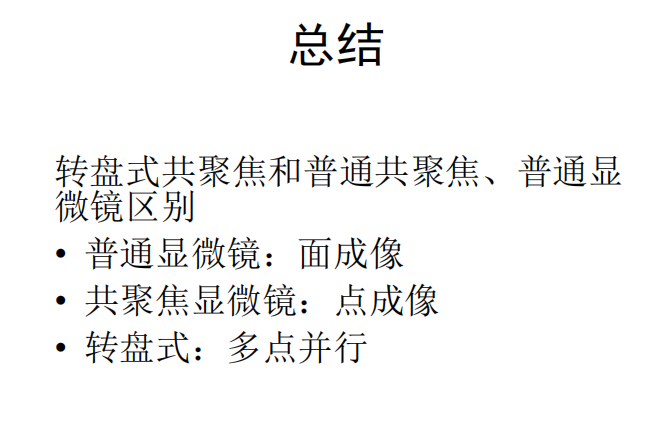 总结
转盘式共聚焦和普通共聚焦、普通显
微镜区别
• 普通显微镜：面成像
• 共聚焦显微镜：点成像
• 转盘式：多点并行